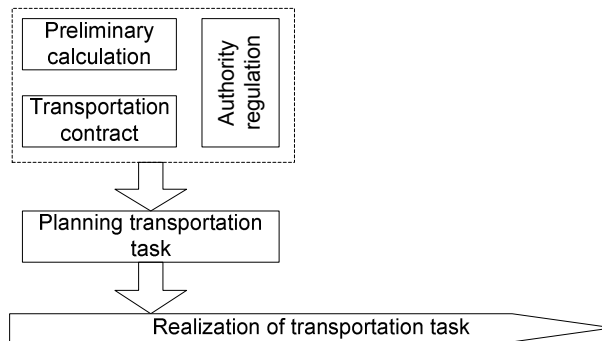 Preliminary
calculation
Transportation
contract
Authority
regulation
Planning transportation
task
Realization of transportation task